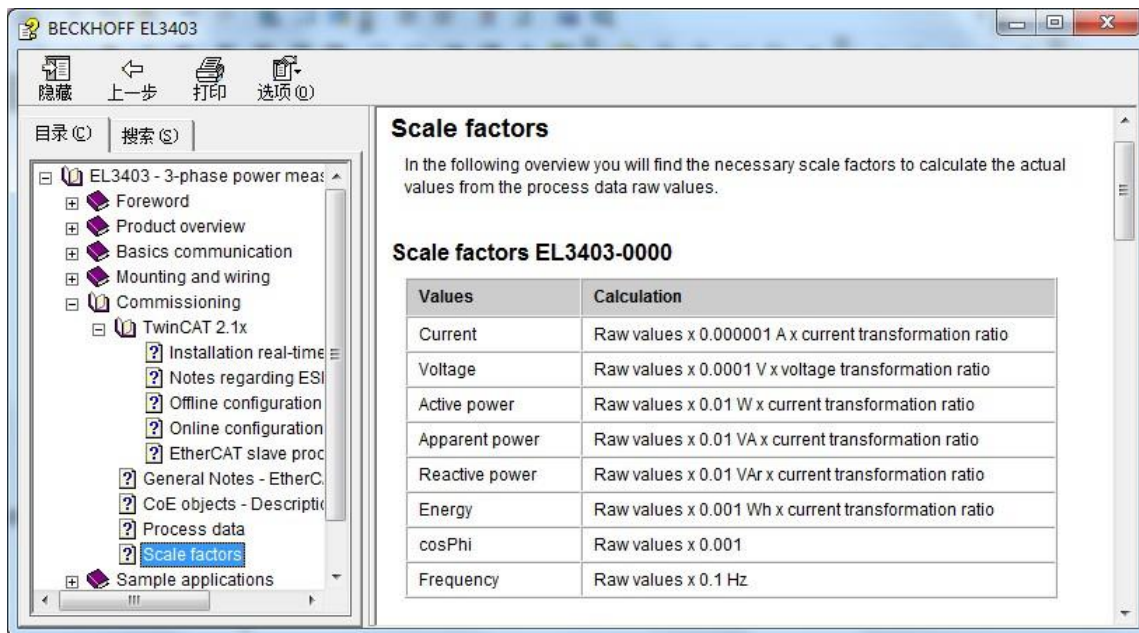 BECKHOFF EL3403
隐藏 上一步 打印 选项(O)
目录(C) 搜索(S)
EL3403 - 3-phase power meas
Foreword
Product overview
Basics communication
Mounting and wiring
Commissioning
TwinCAT 2.1x
Installation real-time
Notes regarding ESI
Offline configuration
Online configuration
EtherCAT slave proc
General Notes - EtherC
CoE objects - Descriptio
Process data
Scale factors
Sample applications
Scale factors
In the following overview you will find the necessary scale factors to calculate the actual
values from the process data raw values.
Scale factors EL3403-0000
Values Calculation
Current Raw values x 0.000001 A x current transformation ratio
Voltage Raw values x 0.0001 V x voltage transformation ratio
Active power Raw values x 0.01 W x current transformation ratio
Apparent power Raw values x 0.01 VA x current transformation ratio
Reactive power Raw values x 0.01 VAr x current transformation ratio
Energy Raw values x 0.001 Wh x current transformation ratio
cosPhi Raw values x 0.001
Frequency Raw values x 0.1 Hz